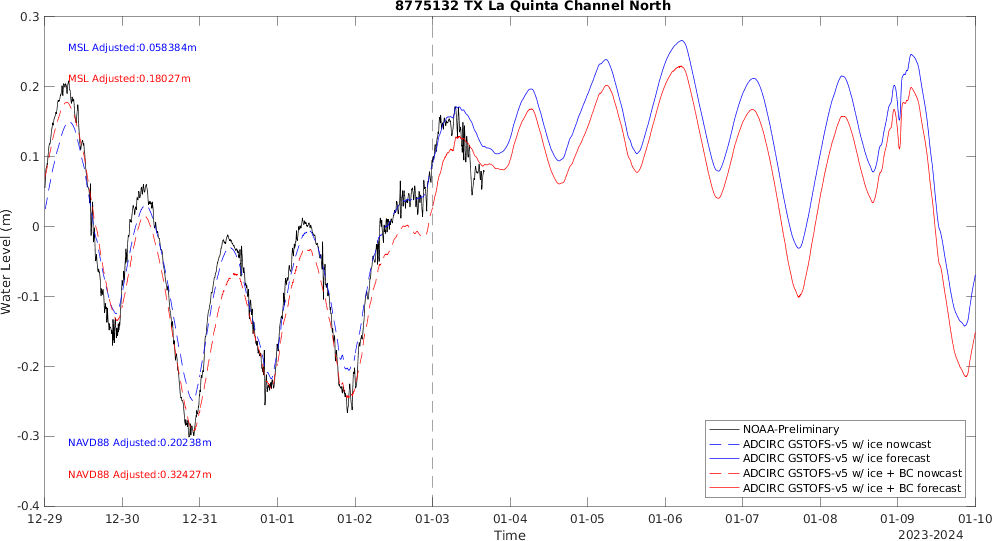 8775132 TX La Quinta Channel North
0.3
MSL Adjusted:0.058384m
MSL Adjusted:0.18027m
0.2
0.1
0
-0.1
-0.2
-0.3
-0.4
Water Level (m)
NAVD88 Adjusted:0.20238m
NAVD88 Adjusted:0.32427m
NOAA-Preliminary
ADCIRC GSTOFS-v5 w/ ice nowcast
ADCIRC GSTOFS-v5 w/ ice forecast
ADCIRC GSTOFS-v5 w/ ice + BC nowcast
ADCIRC GSTOFS-v5 w/ ice + BC forecast
12-29 12-30 12-31 01-01 01-02 01-03 01-04 01-05 01-06 01-07 01-08 01-09 01-10
Time
2023-2024